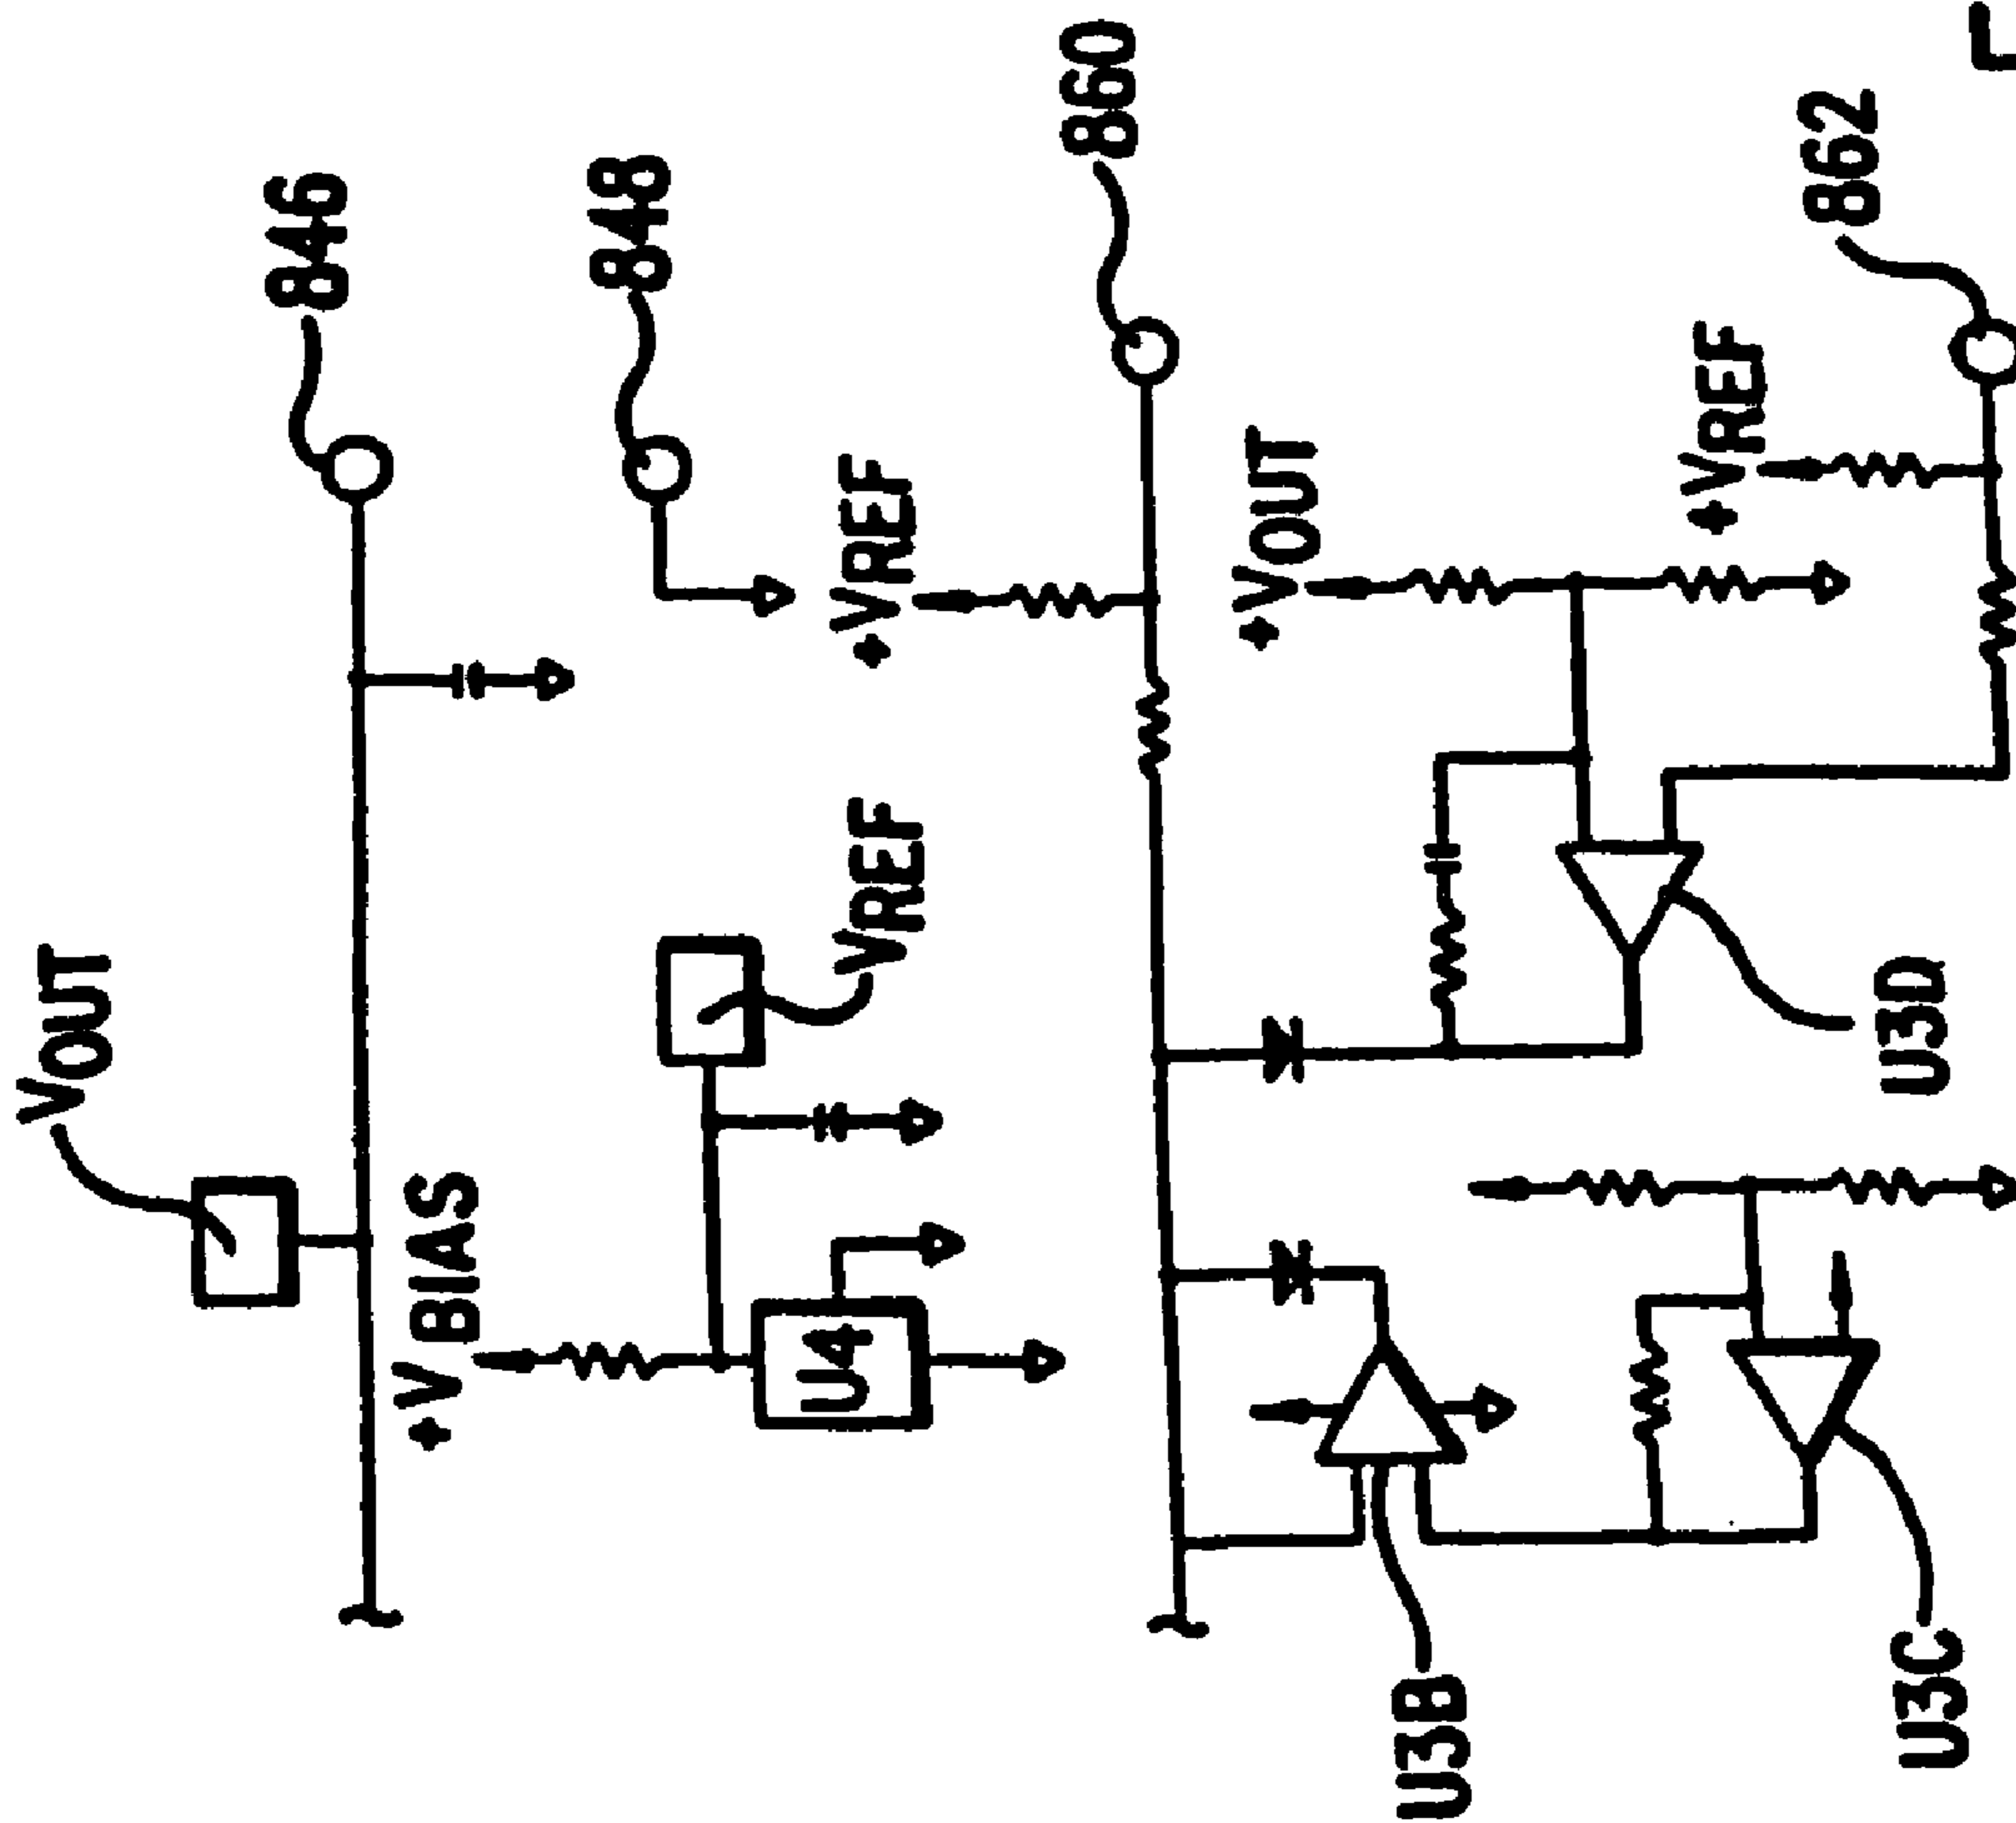 846
848
860
862
VOUT
+VREF
+VOUT
+VREF
+VBIAS
VREF
U4
U3D
U3B
U3C